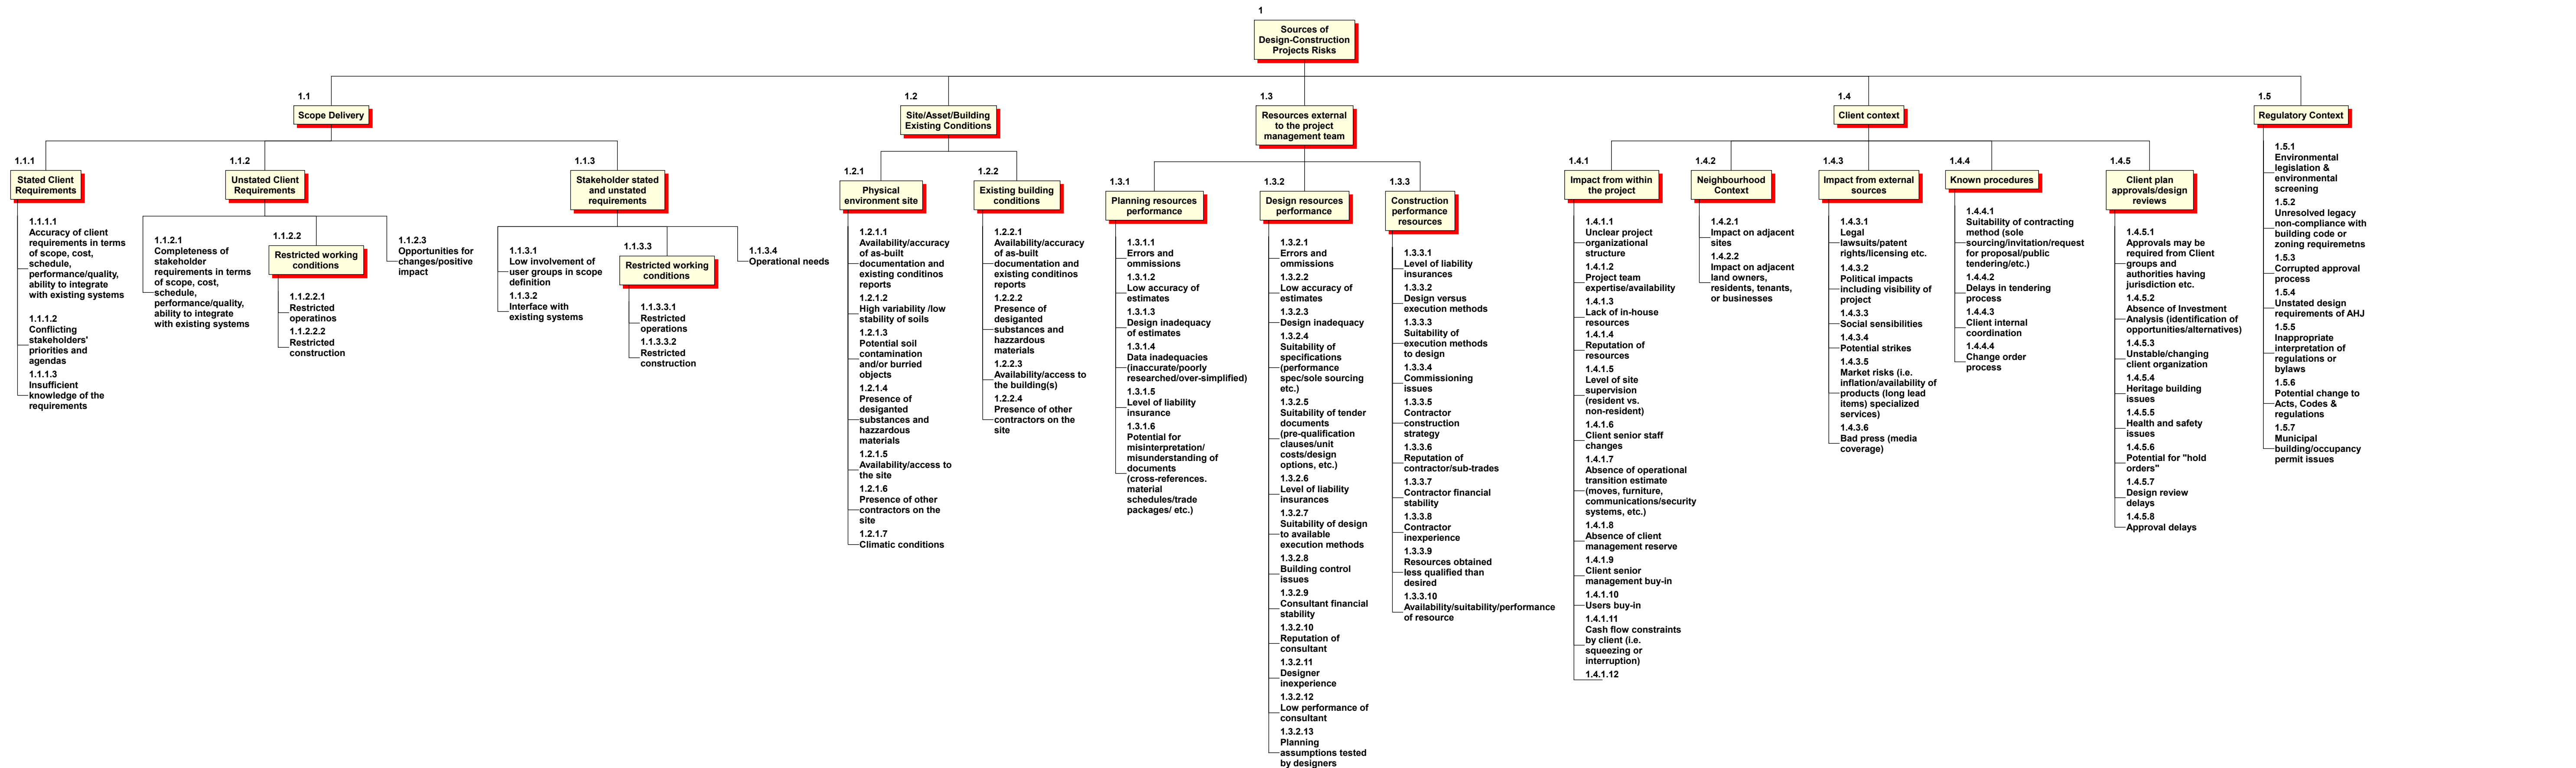 1
Sources of
Design-Construction
Projects Risks
1.1
Scope Delivery
1.1.1
Stated Client
Requirements
1.1.1.1
Accuracy of client
requirements in terms
of scope, cost,
schedule,
performance/quality,
ability to integrate
with existing systems
1.1.1.2
Conflicting
stakeholders'
priorities and
agendas
1.1.1.3
Insufficient
knowledge of the
requirements
1.1.2
Unstated Client
Requirements
1.1.2.1
Completeness of
stakeholder
requirements in terms
of scope, cost,
schedule,
performance/quality,
ability to integrate
with existing systems
1.1.2.2
Restricted working
conditions
1.1.2.2.1
Restricted
operatinos
1.1.2.2.2
Restricted
construction
1.1.2.3
Opportunities for
changes/positive
impact
1.1.3
Stakeholder stated
and unstated
requirements
1.1.3.1
Low involvement of
user groups in scope
definition
1.1.3.2
Interface with
existing systems
1.1.3.3
Restricted working
conditions
1.1.3.3.1
Restricted
operations
1.1.3.3.2
Restricted
construction
1.1.3.4
Operational needs
1.2
Site/Asset/Building
Existing Conditions
1.2.1
Physical
environment site
1.2.1.1
Availability/accuracy
of as-built
documentation and
existing conditinos
reports
1.2.1.2
High variability /low
stability of soils
1.2.1.3
Potential soil
contamination
and/or burried
objects
1.2.1.4
Presence of
desiganted
substances and
hazzardous
materials
1.2.1.5
Availability/access to
the site
1.2.1.6
Presence of other
contractors on the
site
1.2.1.7
Climatic conditions
1.2.2
Existing building
conditions
1.2.2.1
Availability/accuracy
of as-built
documentation and
existing conditinos
reports
1.2.2.2
Presence of
desiganted
substances and
hazardous
materials
1.2.2.3
Availability/access to
the building(s)
1.2.2.4
Presence of other
contractors on the
site
1.3
Resources external
to the project
management team
1.3.1
Planning resources
performance
1.3.1.1
Errors and
ommissions
1.3.1.2
Low accuracy of
estimates
1.3.1.3
Design inadequacy
of estimates
1.3.1.4
Data inadequacies
(inaccurate/poorly
researched/over-simplified)
1.3.1.5
Level of liability
insurance
1.3.1.6
Potential for
misinterpretation/
misunderstanding of
documents
(cross-references.
material
schedules/trade
packages/ etc.)
1.3.2
Design resources
performance
1.3.2.1
Errors and
ommissions
1.3.2.2
Low accuracy of
estimates
1.3.2.3
Design inadequacy
1.3.2.4
Suitability of
specifications
(performance
spec/sole sourcing
etc.)
1.3.2.5
Suitability of tender
documents
(pre-qualification
clauses/unit
costs/design
options, etc.)
1.3.2.6
Level of liability
insurances
1.3.2.7
Suitability of design
to available
execution methods
1.3.2.8
Building control
issues
1.3.2.9
Consultant financial
stability
1.3.2.10
Reputation of
consultant
1.3.2.11
Designer
inexperience
1.3.2.12
Low performance of
consultant
1.3.2.13
Planning
assumptions tested
by designers
1.3.3
Construction
performance
resources
1.3.3.1
Level of liability
insurances
1.3.3.2
Design versus
execution methods
1.3.3.3
Suitability of
execution methods
to design
1.3.3.4
Commissioning
issues
1.3.3.5
Contractor
construction
strategy
1.3.3.6
Reputation of
contractor/sub-trades
1.3.3.7
Contractor financial
stability
1.3.3.8
Contractor
inexperience
1.3.3.9
Resources obtained
less qualified than
desired
1.3.3.10
Availability/suitability/performance
of resource
1.4
Client context
1.4.1
Impact from within
the project
1.4.1.1
Unclear project
organizational
structure
1.4.1.2
Project team
expertise/availability
1.4.1.3
Lack of in-house
resources
1.4.1.4
Reputation of
resources
1.4.1.5
Level of site
supervision
(resident vs.
non-resident)
1.4.1.6
Client senior staff
changes
1.4.1.7
Absence of operational
transition estimate
(moves, furniture,
communications/security
systems, etc.)
1.4.1.8
Absence of client
management reserve
1.4.1.9
Client senior
management buy-in
1.4.1.10
Users buy-in
1.4.1.11
Cash flow constraints
by client (i.e.
squeezing or
interruption)
1.4.1.12
1.4.2
Neighbourhood
Context
1.4.2.1
Impact on adjacent
sites
1.4.2.2
Impact on adjacent
land owners,
residents, tenants,
or businesses
1.4.3
Impact from external
sources
1.4.3.1
Legal
lawsuits/patent
rights/licensing etc.
1.4.3.2
Political impacts
including visibility of
project
1.4.3.3
Social sensibilities
1.4.3.4
Potential strikes
1.4.3.5
Market risks (i.e.
inflation/availability of
products (long lead
items) specialized
services)
1.4.3.6
Bad press (media
coverage)
1.4.4
Known procedures
1.4.4.1
Suitability of contracting
method (sole
sourcing/invitation/request
for proposal/public
tendering/etc.)
1.4.4.2
Delays in tendering
process
1.4.4.3
Client internal
coordination
1.4.4.4
Change order
process
1.4.5
Client plan
approvals/design
reviews
1.4.5.1
Approvals may be
required from Client
groups and
authorities having
jurisdiction etc.
1.4.5.2
Absence of Investment
Analysis (identification of
opportunities/alternatives)
1.4.5.3
Unstable/changing
client organization
1.4.5.4
Heritage building
issues
1.4.5.5
Health and safety
issues
1.4.5.6
Potential for "hold
orders"
1.4.5.7
Design review
delays
1.4.5.8
Approval delays
1.5
Regulatory Context
1.5.1
Environmental
legislation &
environmental
screening
1.5.2
Unresolved legacy
non-compliance with
building code or
zoning requiremetns
1.5.3
Corrupted approval
process
1.5.4
Unstated design
requirements of AHJ
1.5.5
Inappropriate
interpretation of
regulations or
bylaws
1.5.6
Potential change to
Acts, Codes &
regulations
1.5.7
Municipal
building/occupancy
permit issues